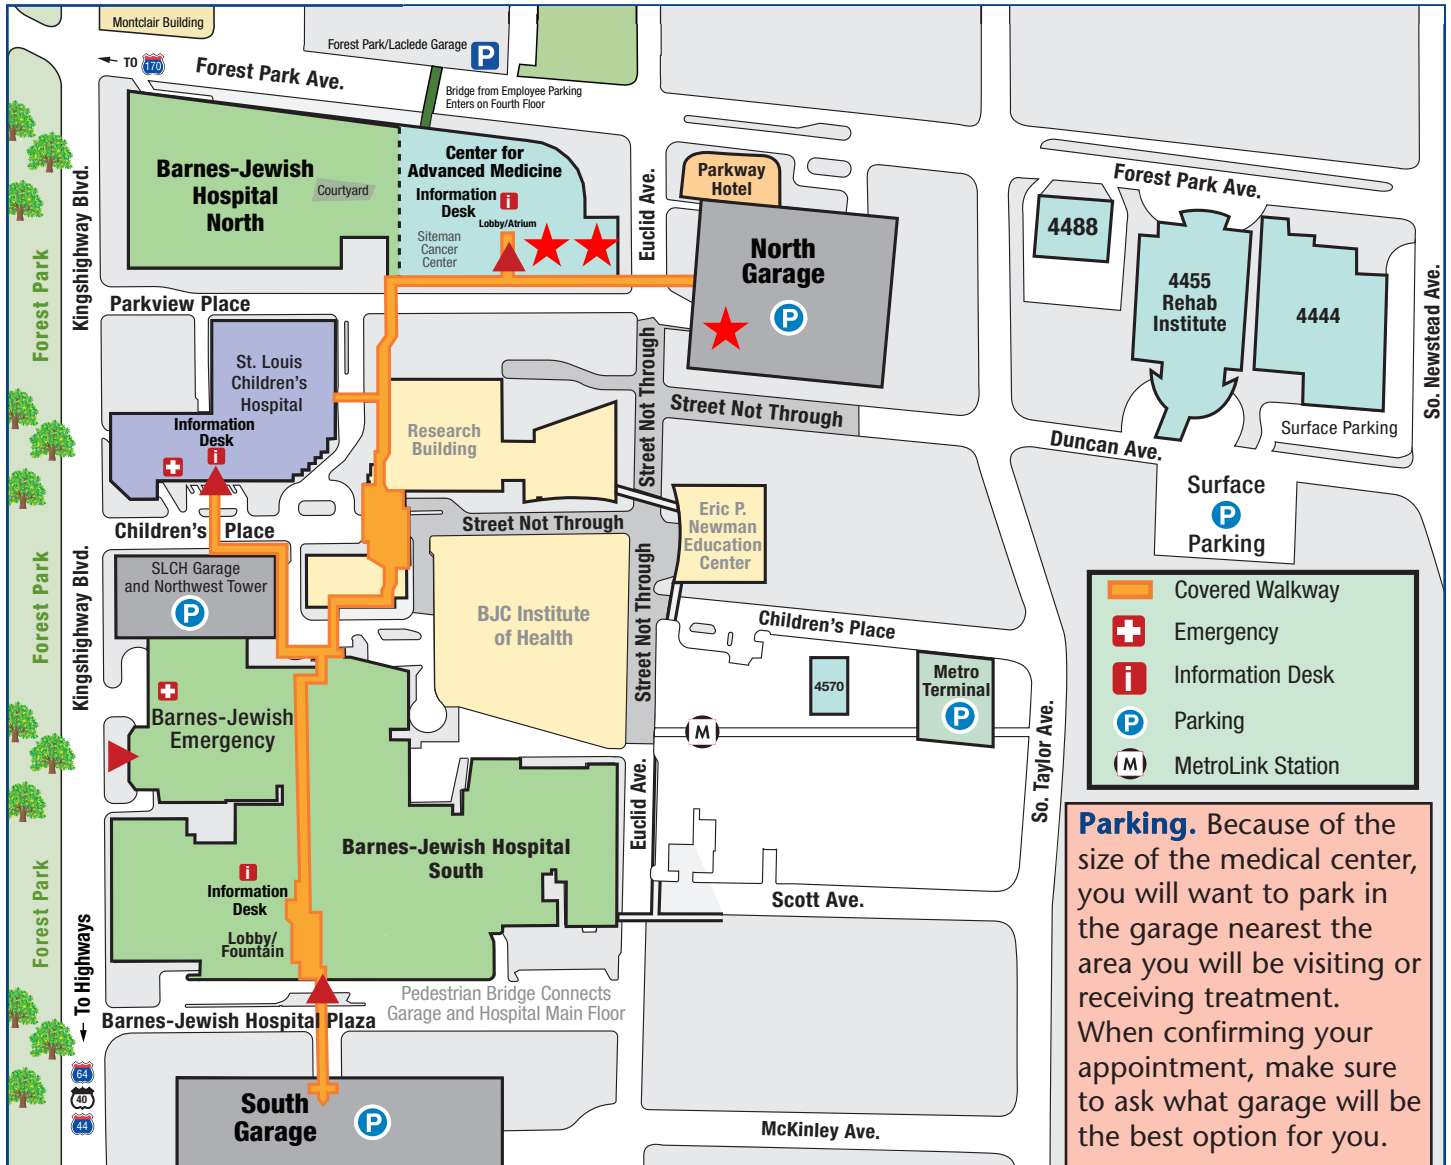 Montclair Building
Forest Park/Laclede Garage
P
TO 170
Forest Park Ave.
Bridge from Employee Parking
Enters on Fourth Floor
Kingshighway Blvd.
Forest Park
Barnes-Jewish
Hospital
North
Courtyard
Center for
Advanced Medicine
Information
Desk
i
Lobby/Atrium
Siteman
Cancer
Center
Euclid Ave.
Parkway
Hotel
North
Garage
P
Forest Park Ave.
4488
4455
Rehab
Institute
4444
So. Newstead Ave.
Parkview Place
St. Louis
Children's
Hospital
Information
Desk
i
Research
Building
Street Not Through
Street Not Through
Duncan Ave.
Surface Parking
Surface
P
Parking
Children's Place
Street Not Through
Eric P.
Newman
Education
Center
Kingshighway Blvd.
Forest Park
SLCH Garage
and Northwest Tower
P
BJC Institute
of Health
Street Not Through
Children's Place
4570
Metro
Terminal
P
M
So. Taylor Ave.
Covered Walkway
Emergency
i Information Desk
P Parking
M MetroLink Station
Barnes-Jewish
Emergency
Euclid Ave.
Barnes-Jewish Hospital
South
i
Information
Desk
Lobby/
Fountain
Scott Ave.
Forest Park
To Highways
64
40
44
Barnes-Jewish Hospital Plaza
Pedestrian Bridge Connects
Garage and Hospital Main Floor
South
Garage
P
McKinley Ave.
Parking. Because of the
size of the medical center,
you will want to park in
the garage nearest the
area you will be visiting or
receiving treatment.
When confirming your
appointment, make sure
to ask what garage will be
the best option for you.